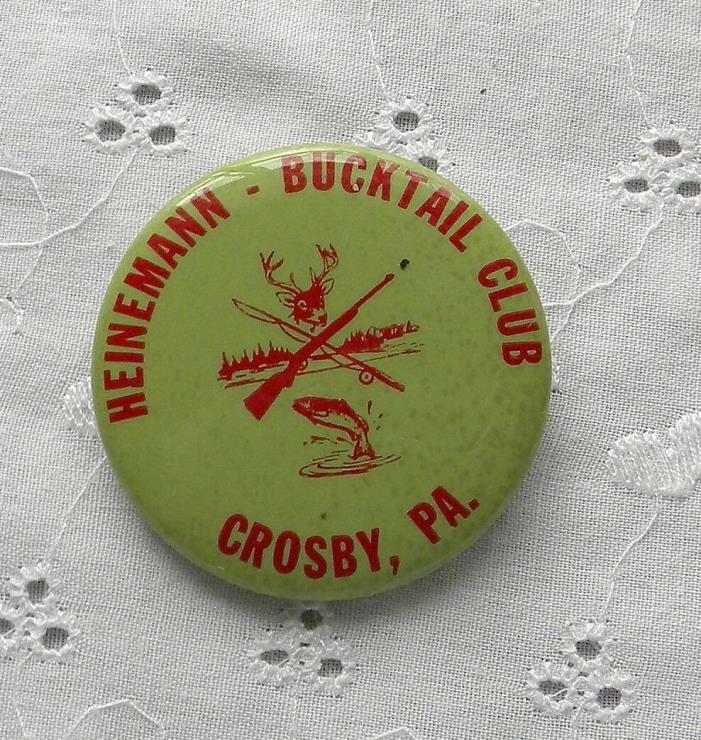 HEINEMANN - BUCKTAIL CLUB
CROSBY, PA.